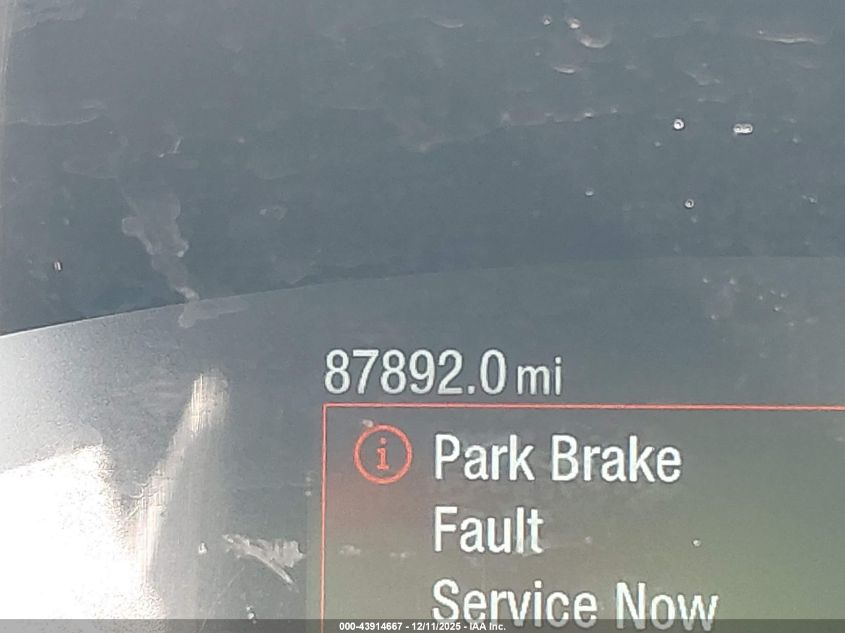 87892.0 mi
Park Brake
Fault
Service Now
000-43914667 - 12/11/2025 - IAA Inc.